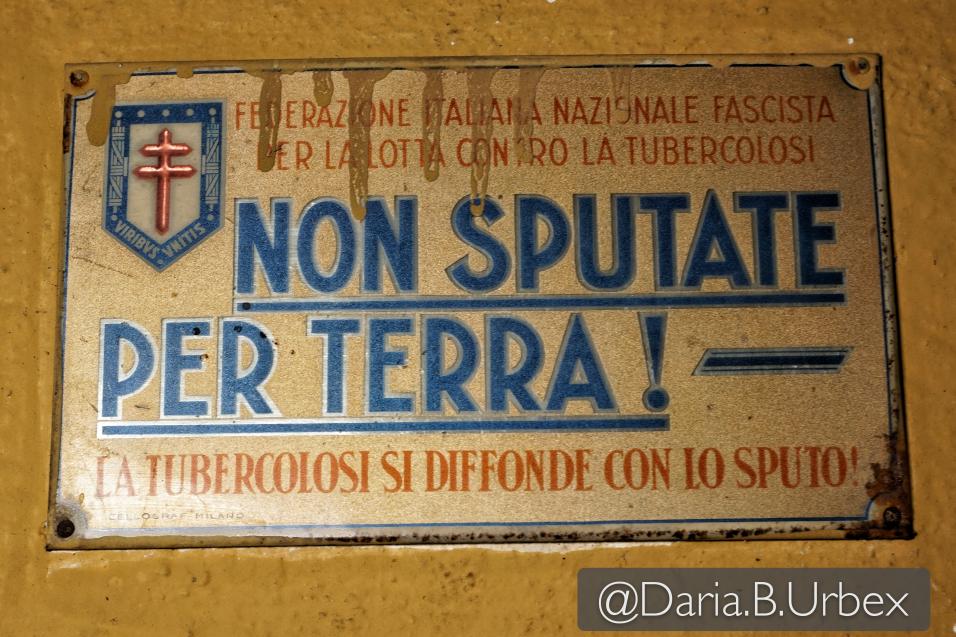 FEDERAZIONE ITALIANA NAZIONALE FASCISTA
PER LA LOTTA CONTRO LA TUBERCOLOSI
VIRIBVS VNITIS
NON SPUTATE
PER TERRA!
LA TUBERCOLOSI SI DIFFONDE CON LO SPUTO!
CELLOGRAF MILANO
@Daria.B.Urbex